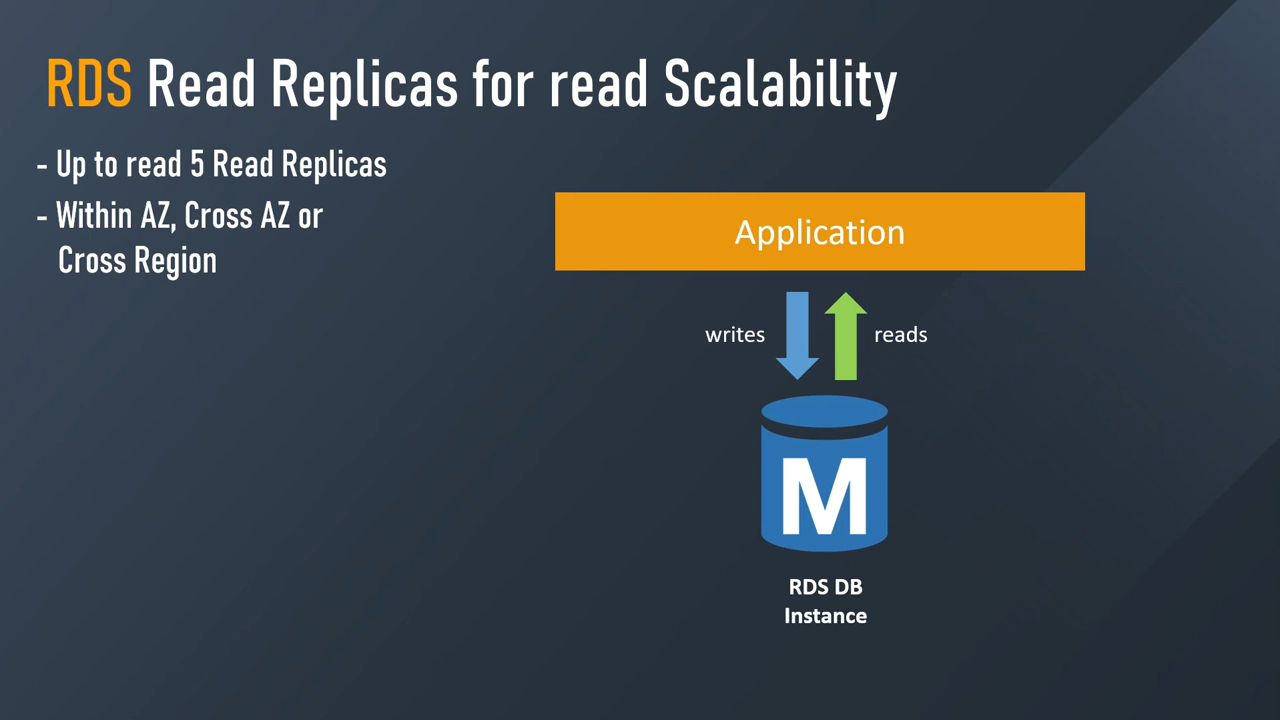 RDS Read Replicas for read Scalability
- Up to read 5 Read Replicas
- Within AZ, Cross AZ or
Cross Region
Application
writes
reads
M
RDS DB
Instance